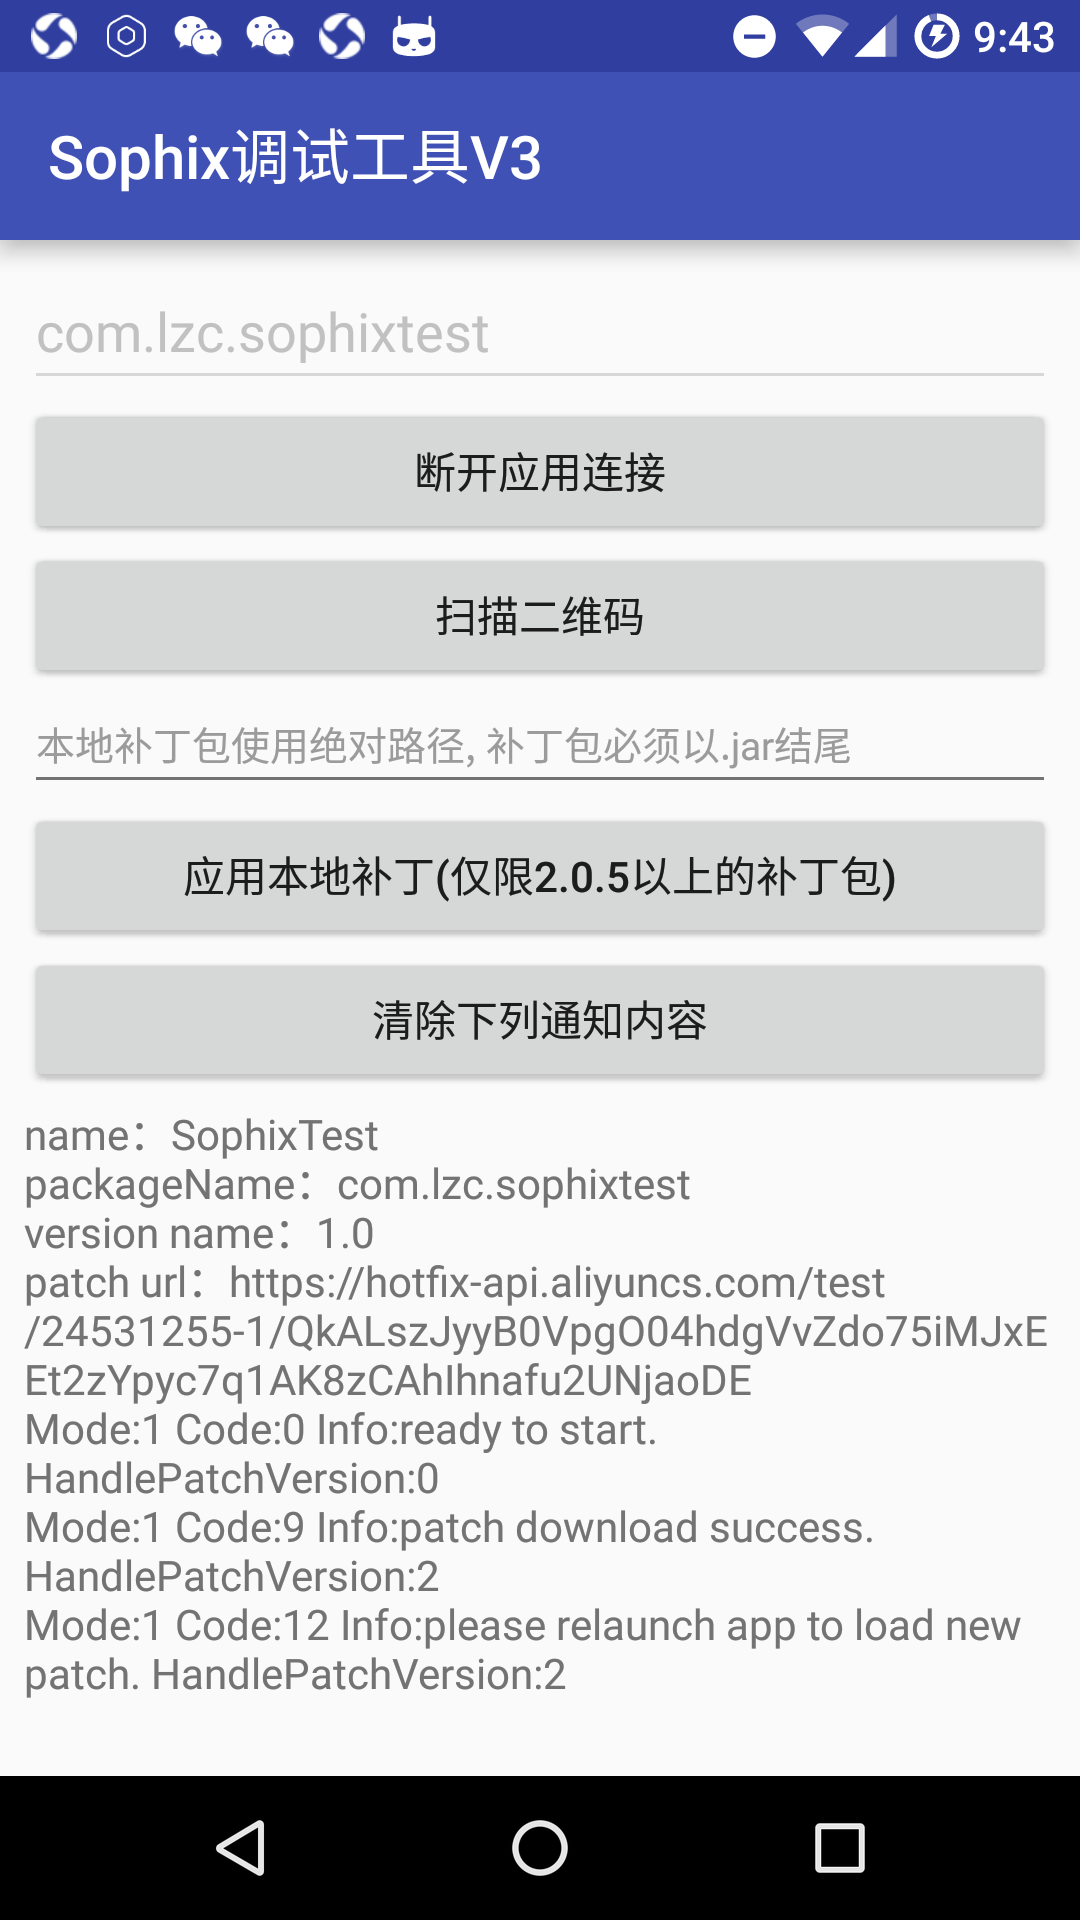 9:43
Sophix调试工具V3
com.lzc.sophixtest
断开应用连接
扫描二维码
本地补丁包使用绝对路径, 补丁包必须以.jar结尾
应用本地补丁(仅限2.0.5以上的补丁包)
清除下列通知内容
name：SophixTest
packageName：com.lzc.sophixtest
version name：1.0
patch url：https://hotfix-api.aliyuncs.com/test
/24531255-1/QkALszJyyB0VpgO04hdgVvZdo75iMJxE
Et2zYpyc7q1AK8zCAhIhnafu2UNjaoDE
Mode:1 Code:0 Info:ready to start.
HandlePatchVersion:0
Mode:1 Code:9 Info:patch download success.
HandlePatchVersion:2
Mode:1 Code:12 Info:please relaunch app to load new
patch. HandlePatchVersion:2